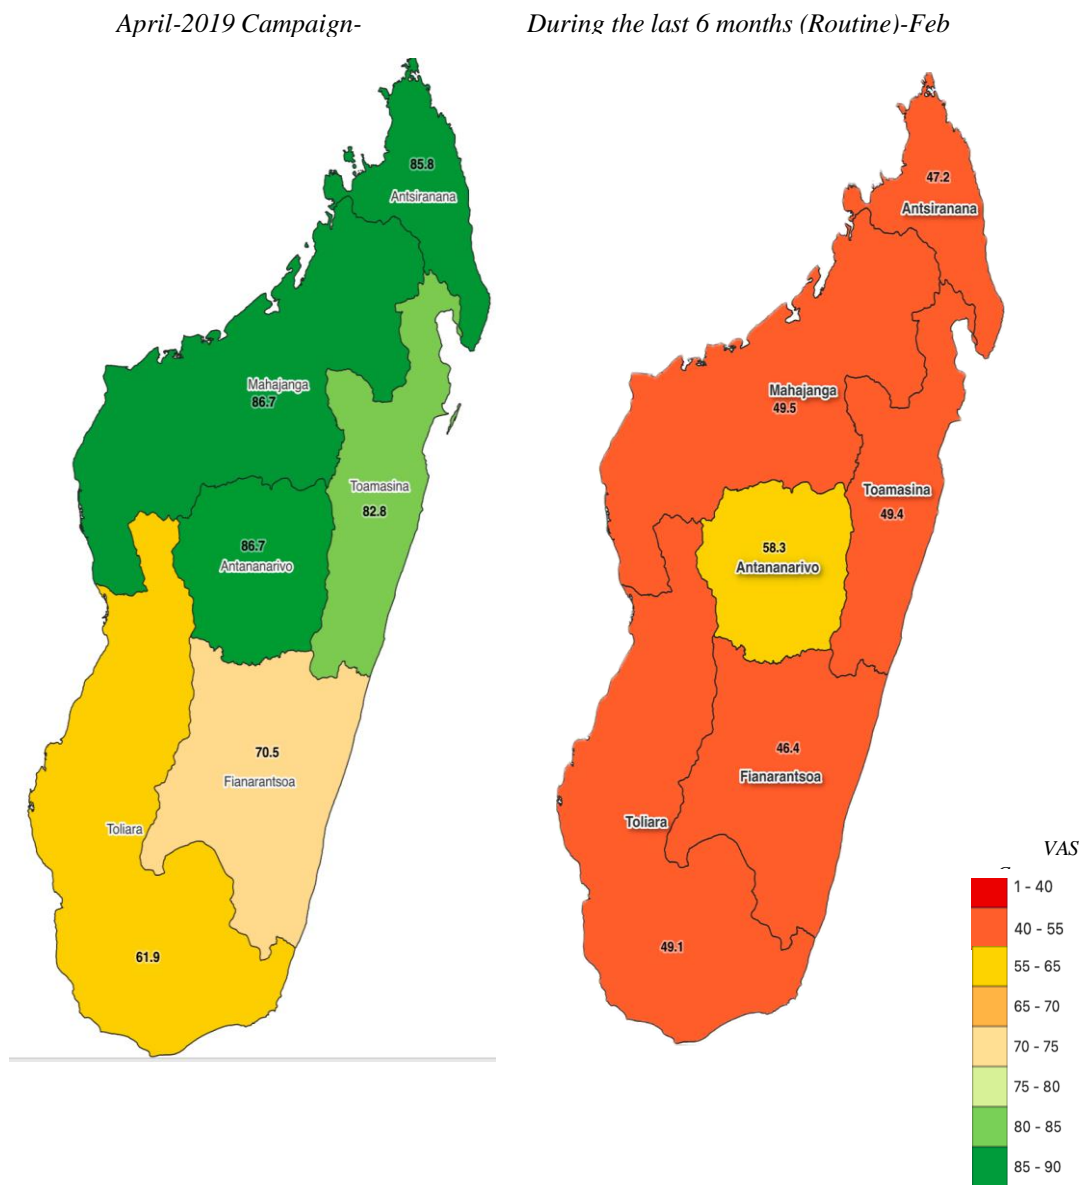 April-2019 Campaign-
During the last 6 months (Routine)-Feb
85.8
Antsiranana
Mahajanga
86.7
Toamasina
82.8
86.7
Antananarivo
70.5
Fianarantsoa
Toliara
61.9
47.2
Antsiranana
Mahajanga
49.5
Toamasina
49.4
58.3
Antananarivo
46.4
Fianarantsoa
Toliara
49.1
VAS
1 - 40
40 - 55
55 - 65
65 - 70
70 - 75
75 - 80
80 - 85
85 - 90